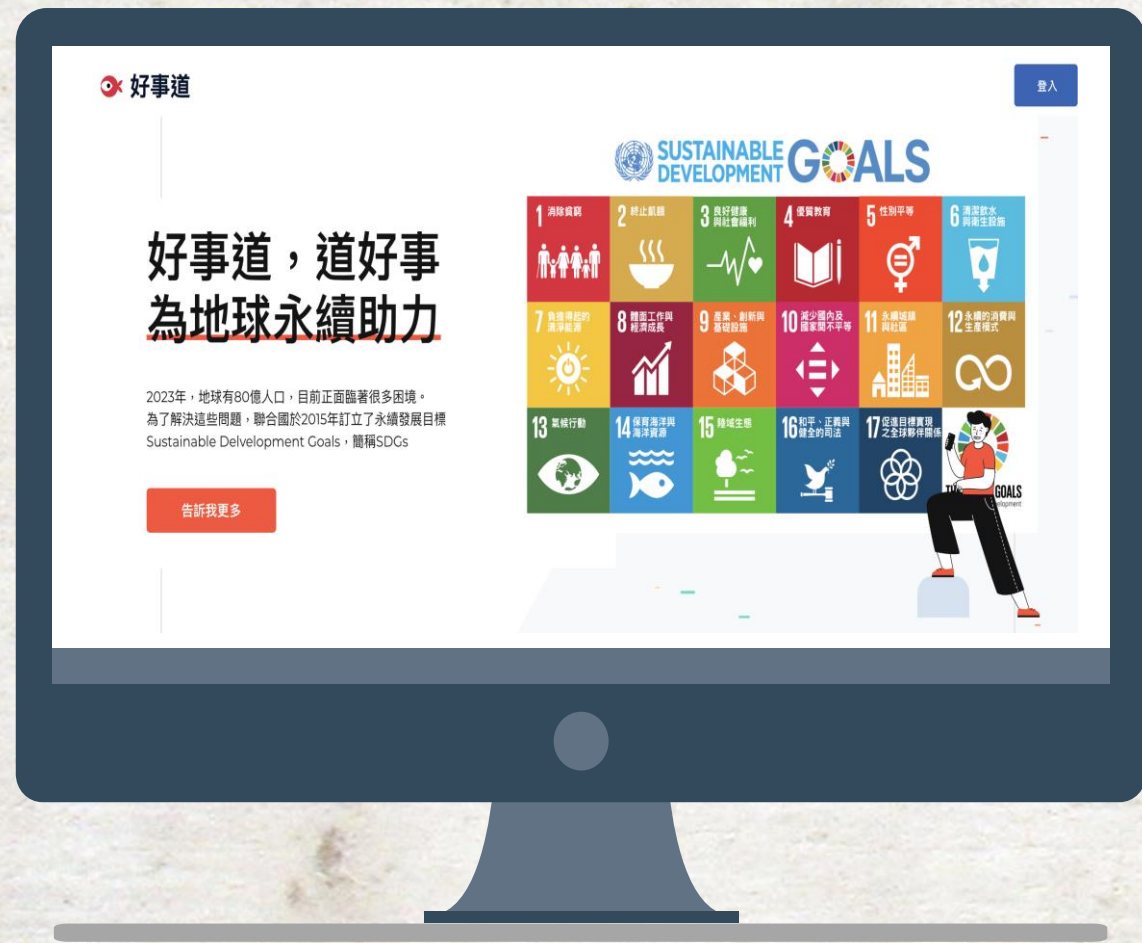 好事道
登入
好事道，道好事
為地球永續助力
2023年，地球有80億人口，目前正面臨著很多困境。
為了解決這些問題，聯合國於2015年訂立了永續發展目標
Sustainable Delvelopment Goals，簡稱SDGs
告訴我更多
SUSTAINABLE
DEVELOPMENT
GOALS
1 消除貧窮
2 終止飢餓
3 良好健康
與社會福利
4 優質教育
5 性別平等
6 清潔飲水
與衛生設施
7 負擔得起的
清淨能源
8 體面工作與
經濟成長
9 產業、創新與
基礎設施
10 減少國內及
國家間不平等
11 永續城鎮
與社區
12 永續的消費與
生產模式
13 氣候行動
14 保育海洋與
海洋資源
15 陸域生態
16 和平、正義與
健全的司法
17 促進目標實現
之全球夥伴關係
GOALS